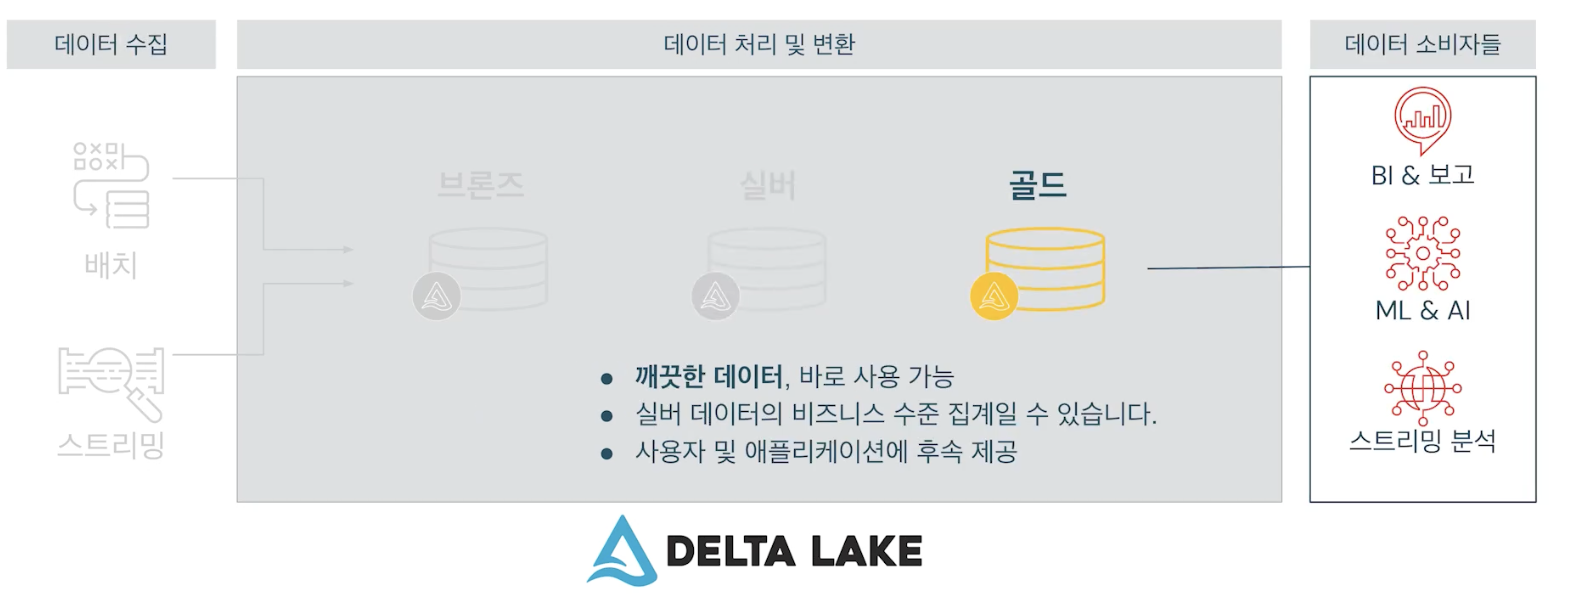 데이터 수집
데이터 처리 및 변환
데이터 소비자들
배치
스트리밍
브론즈
실버
골드
● 깨끗한 데이터, 바로 사용 가능
● 실버 데이터의 비즈니스 수준 집계일 수 있습니다.
● 사용자 및 애플리케이션에 후속 제공
BI & 보고
ML & AI
스트리밍 분석
DELTA LAKE